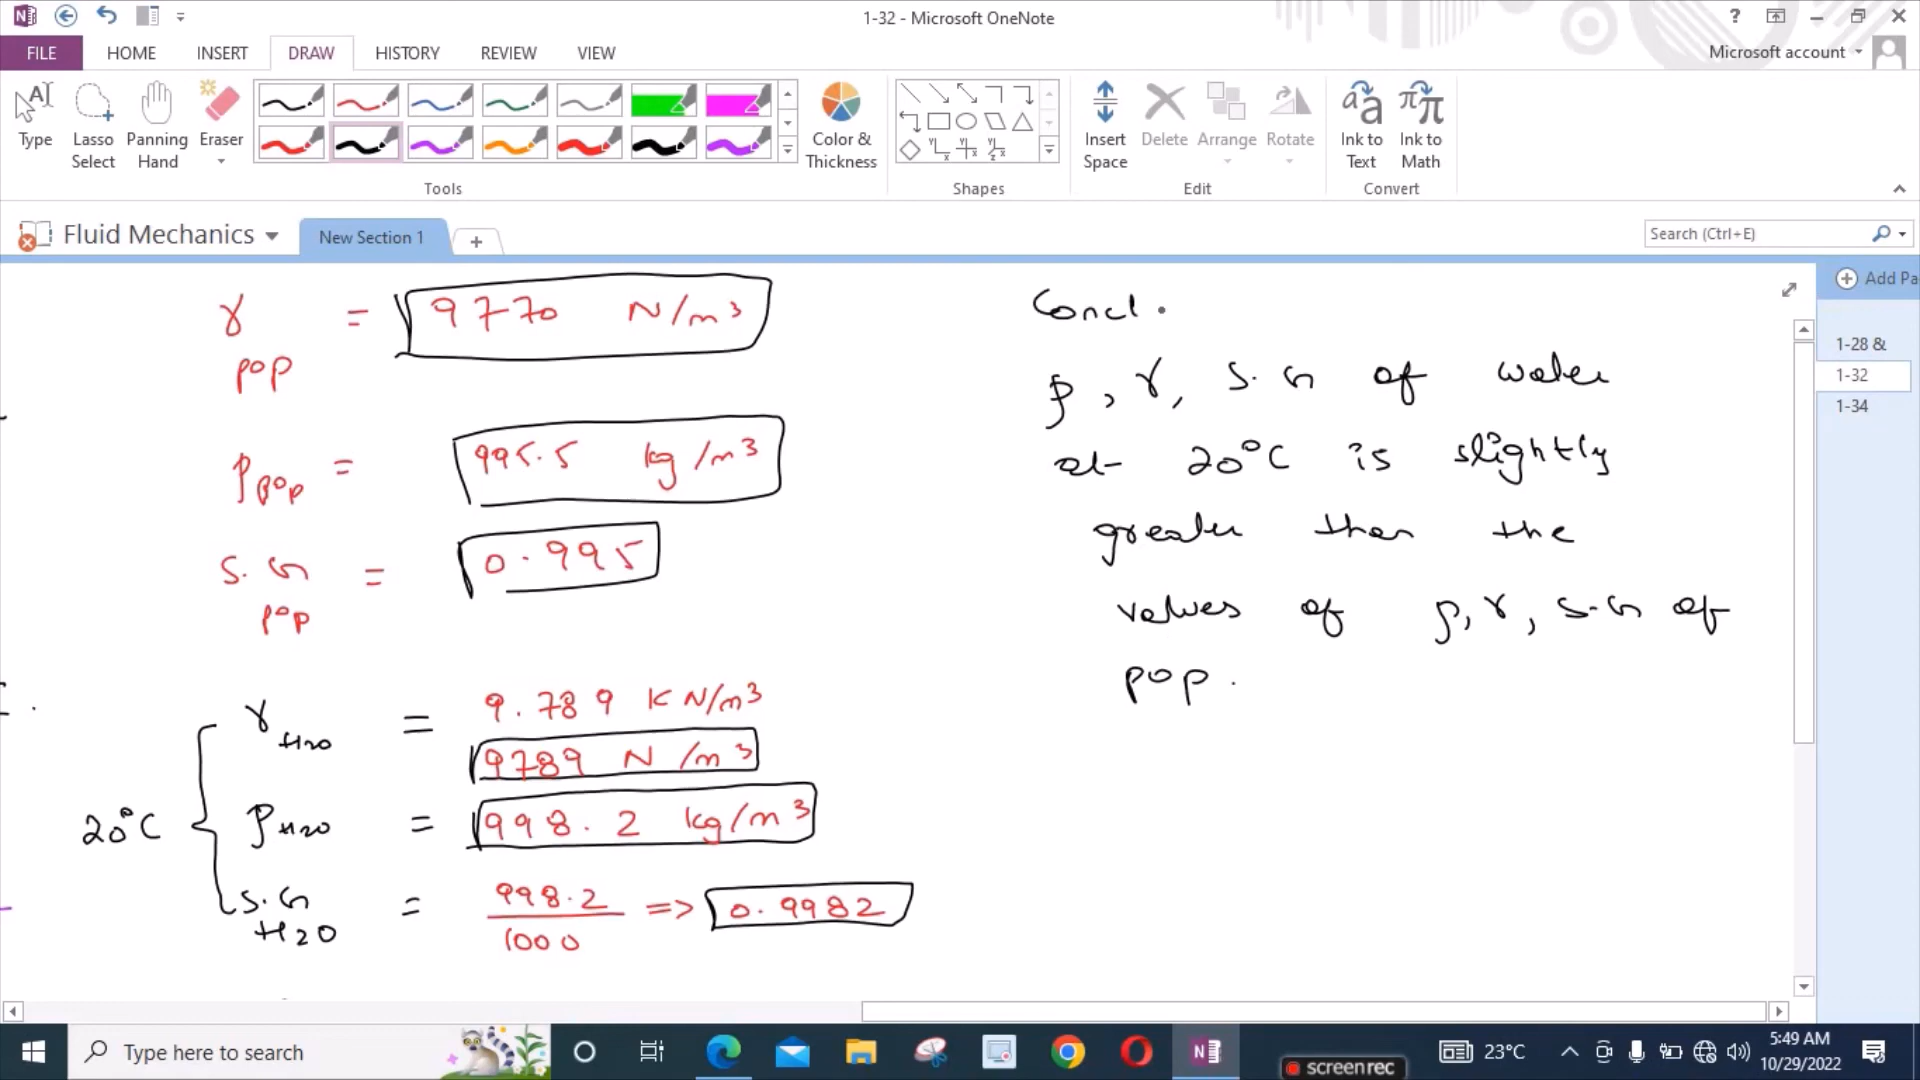 1-32 - Microsoft OneNote
?
FILE
HOME
INSERT
DRAW
HISTORY
REVIEW
VIEW
Microsoft account
Type
Lasso Select
Panning Hand
Eraser
Color & Thickness
Insert Space
Delete
Arrange
Rotate
Ink to Text
Ink to Math
Tools
Shapes
Edit
Convert
Fluid Mechanics
New Section 1
Search (Ctrl+E)
Add Pa
1-28 &
1-32
1-34
γ pop = 9770 N/m³
ρ pop = 995.5 kg/m³
S.G pop = 0.995
20°C
γ H2O = 9.789 KN/m³
9789 N/m³
ρ H2O = 998.2 kg/m³
S.G H2O = 998.2/1000 => 0.9982
Concl.
ρ, γ, S.G of water
at 20°C is slightly
greater than the
values of ρ, γ, S.G of
pop.
Type here to search
screenrec
23°C
5:49 AM
10/29/2022